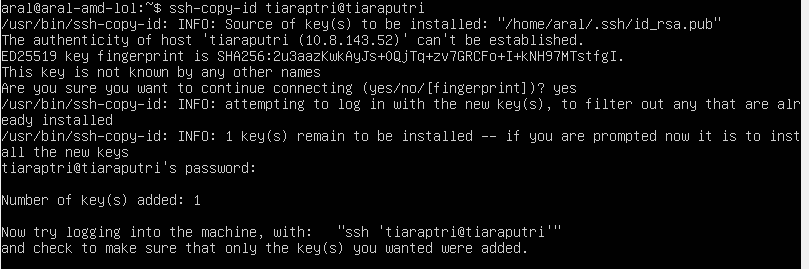 aral@aral-amd-lol:~$ ssh-copy-id tiaraptri@tiaraputri
/usr/bin/ssh-copy-id: INFO: Source of key(s) to be installed: "/home/aral/.ssh/id_rsa.pub"
The authenticity of host 'tiaraputri (10.8.143.52)' can't be established.
ED25519 key fingerprint is SHA256:2u3aazKwkAyJs+0QjTq+zv7GRCFo+I+kNH97MTstfgI.
This key is not known by any other names
Are you sure you want to continue connecting (yes/no/[fingerprint])? yes
/usr/bin/ssh-copy-id: INFO: attempting to log in with the new key(s), to filter out any that are alr
eady installed
/usr/bin/ssh-copy-id: INFO: 1 key(s) remain to be installed -- if you are prompted now it is to inst
all the new keys
tiaraptri@tiaraputri's password:
Number of key(s) added: 1
Now try logging into the machine, with:   "ssh 'tiaraptri@tiaraputri'"
and check to make sure that only the key(s) you wanted were added.